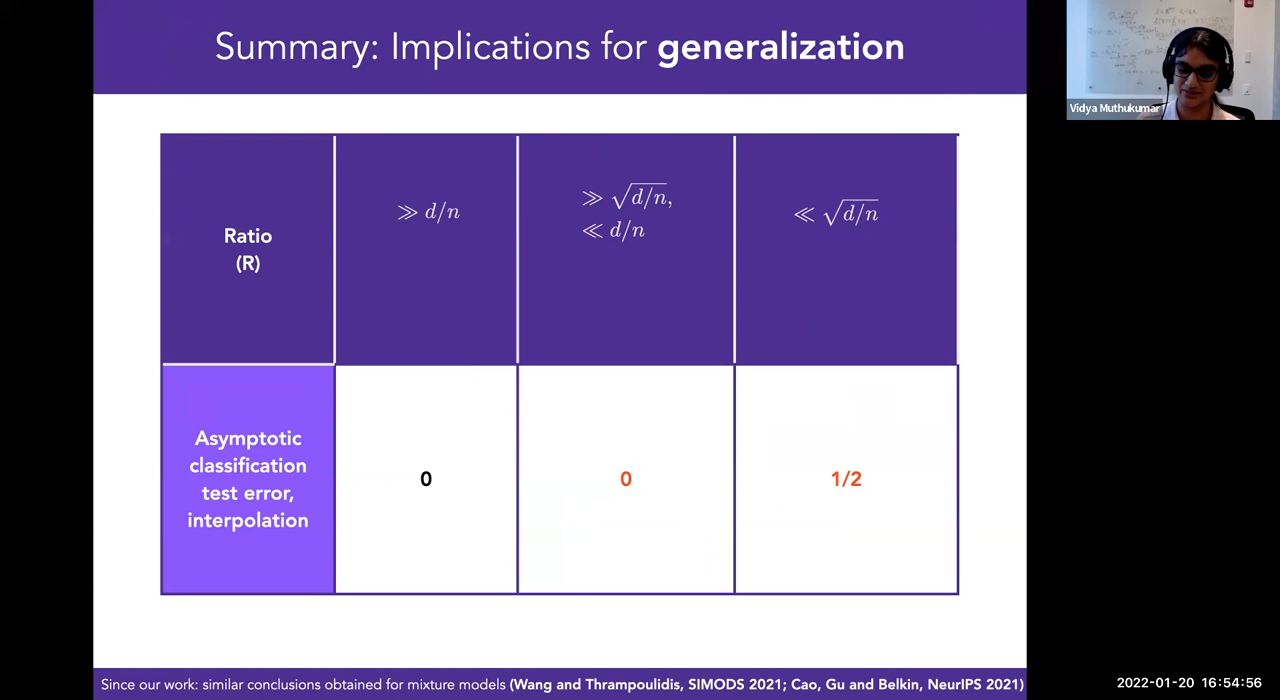 Summary: Implications for generalization
Vidya Muthukumar
Ratio
(R)
≫ d/n
≫ √d/n,
≪ d/n
≪ √d/n
Asymptotic
classification
test error,
interpolation
0
0
1/2
Since our work: similar conclusions obtained for mixture models (Wang and Thrampoulidis, SIMODS 2021; Cao, Gu and Belkin, NeurIPS 2021)
2022-01-20 16:54:56